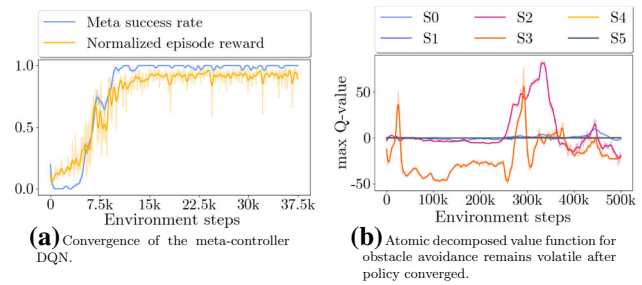 Meta success rate
Normalized episode reward
1.0
0.5
0.0
0 7.5k 15k 22.5k 30k 37.5k
Environment steps
(a) Convergence of the meta-controller
DQN.
S0 S2 S4
S1 S3 S5
max Q-value
50
0
-50
0 100k 200k 300k 400k 500k
Environment steps
(b) Atomic decomposed value function for
obstacle avoidance remains volatile after
policy converged.